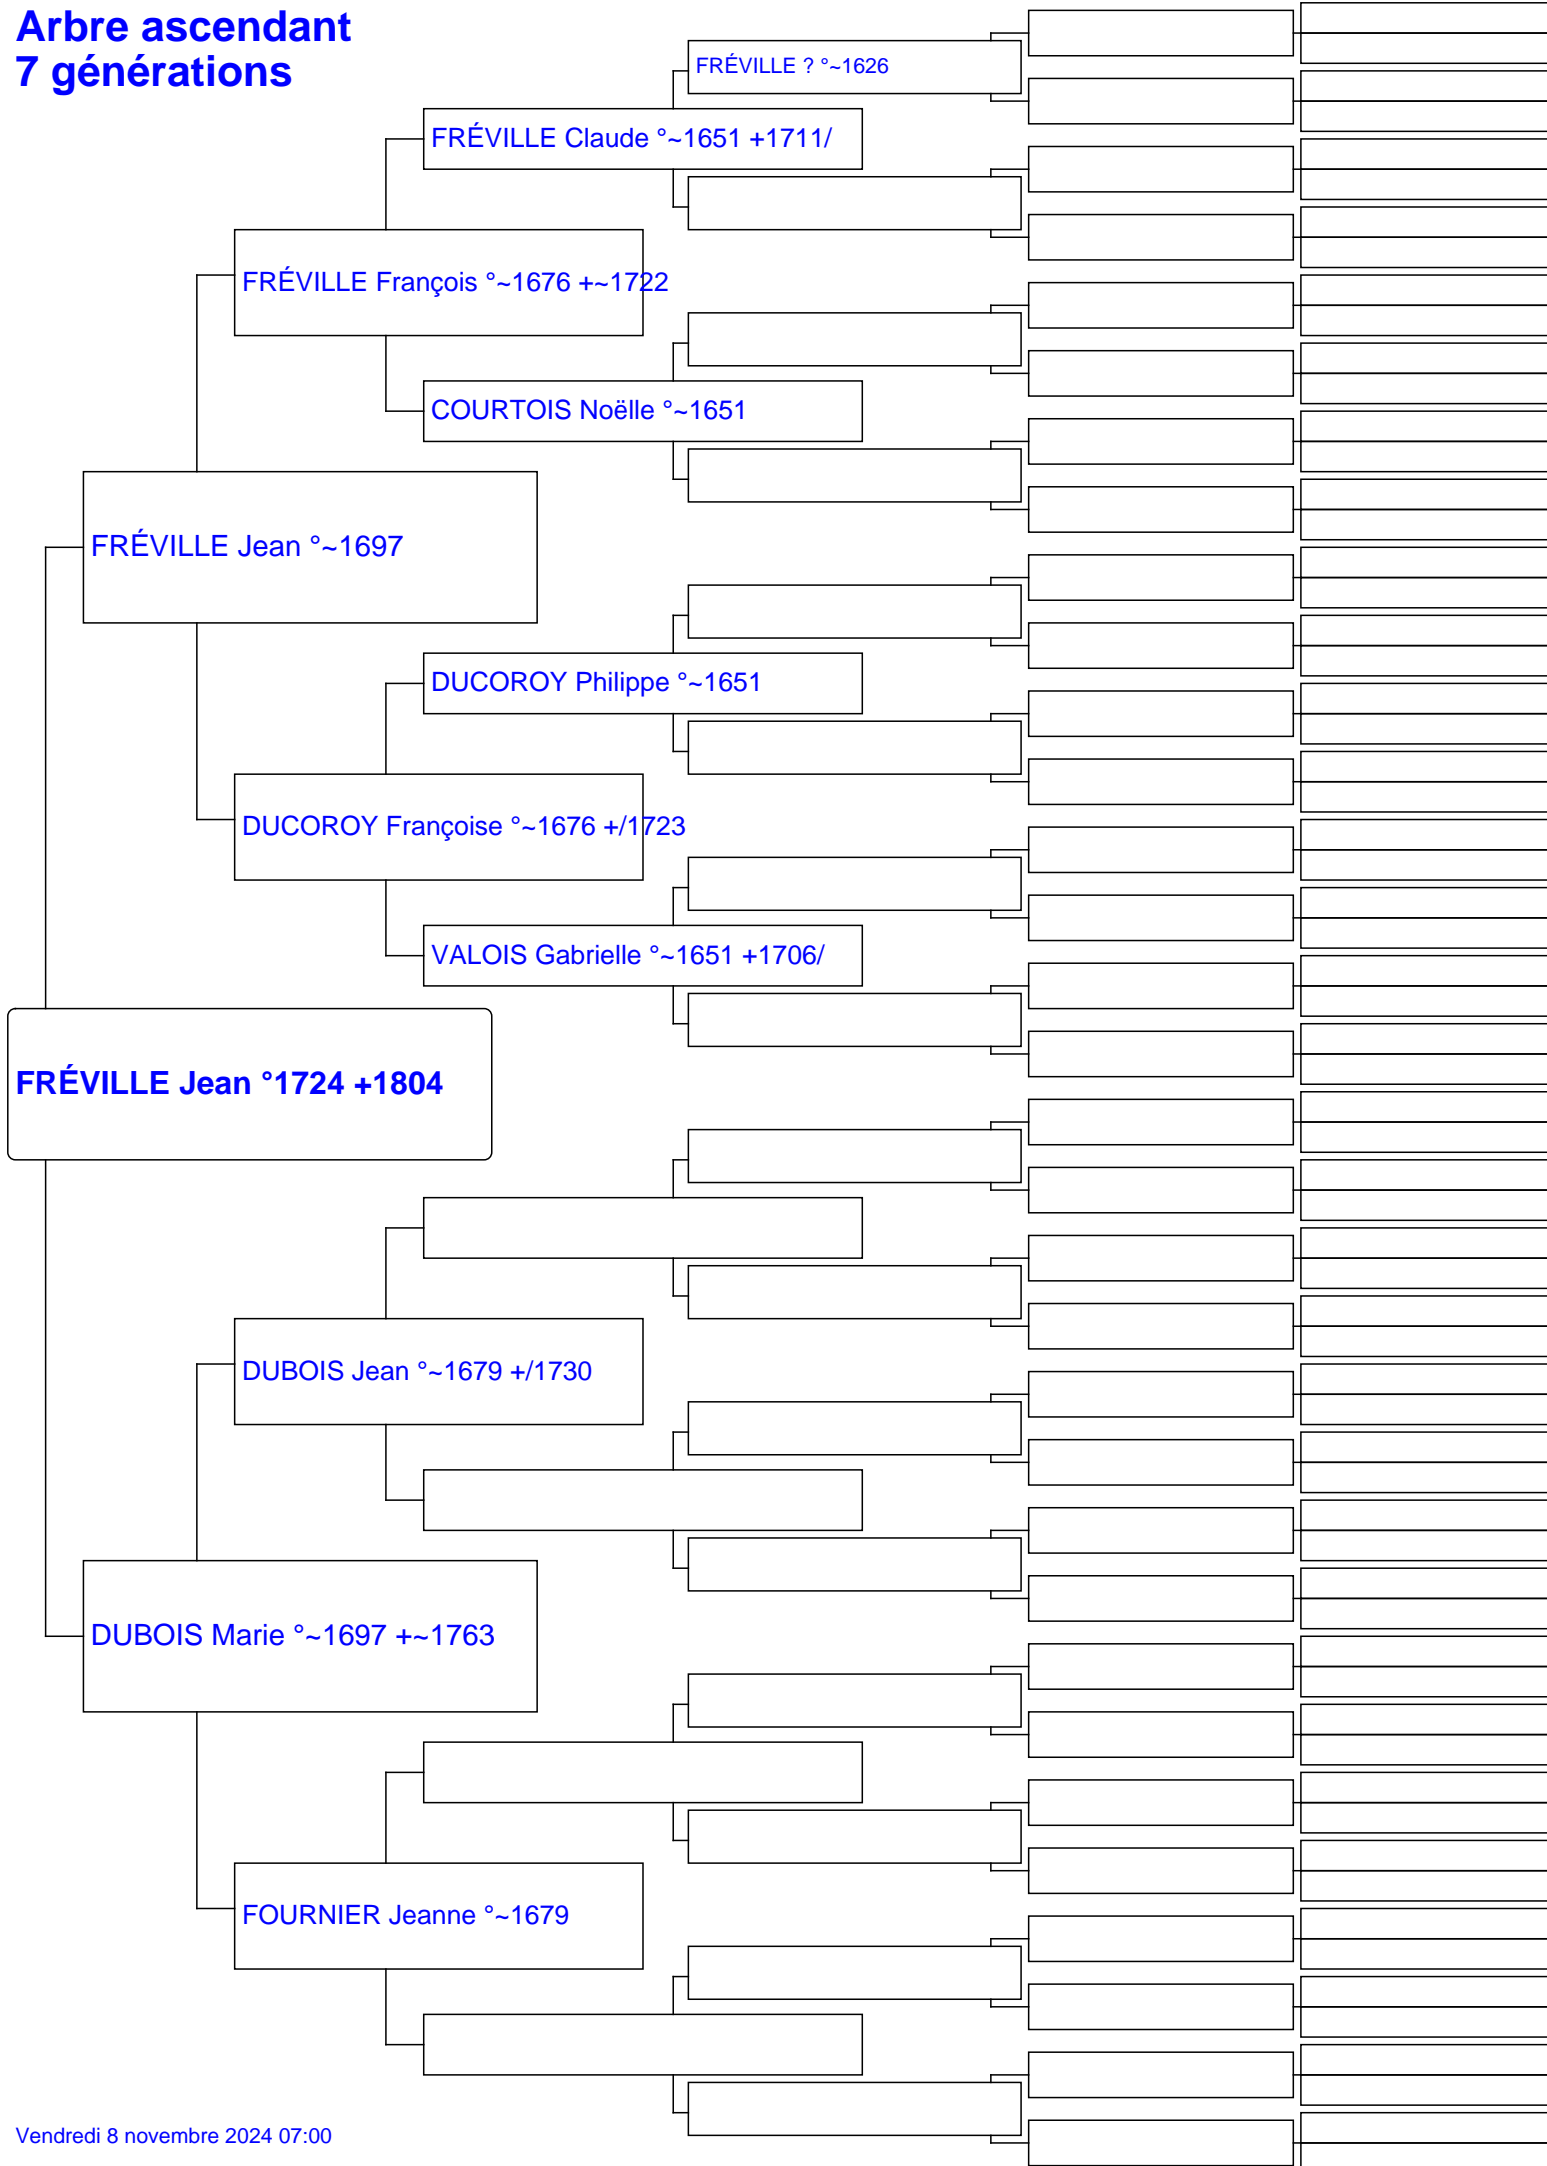 Arbre ascendant
7 générations
FRÉVILLE ? °~1626
FRÉVILLE Claude °~1651 +1711/
FRÉVILLE François °~1676 +~1722
COURTOIS Noëlle °~1651
FRÉVILLE Jean °~1697
DUCOROY Philippe °~1651
DUCOROY Françoise °~1676 +/1723
VALOIS Gabrielle °~1651 +1706/
FRÉVILLE Jean °1724 +1804
DUBOIS Jean °~1679 +/1730
DUBOIS Marie °~1697 +~1763
FOURNIER Jeanne °~1679
Vendredi 8 novembre 2024 07:00